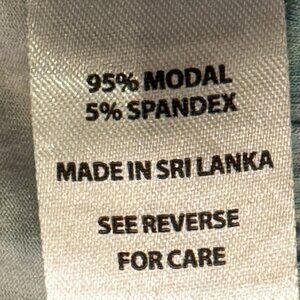 95% MODAL
5% SPANDEX
MADE IN SRI LANKA
SEE REVERSE
FOR CARE